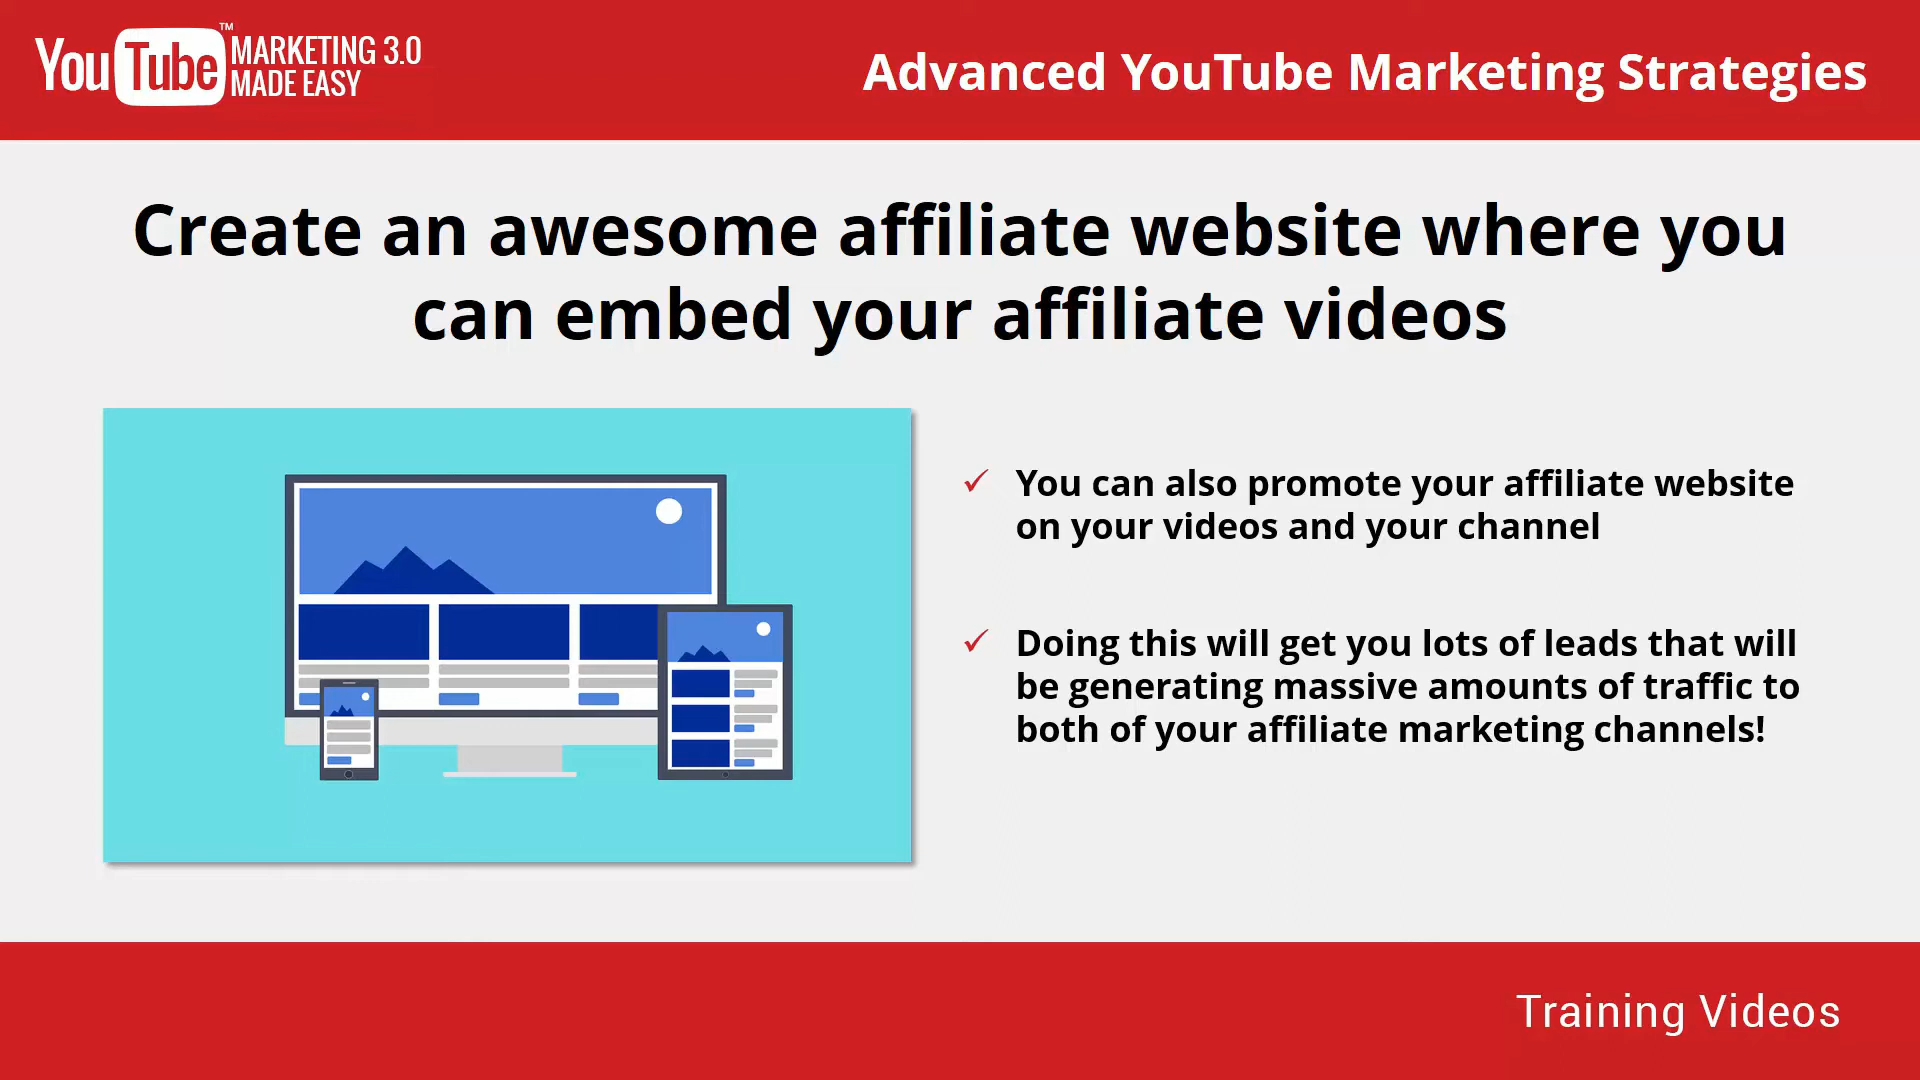 YouTube™ MARKETING 3.0
MADE EASY
Advanced YouTube Marketing Strategies
Create an awesome affiliate website where you
can embed your affiliate videos
✓ You can also promote your affiliate website
on your videos and your channel
✓ Doing this will get you lots of leads that will
be generating massive amounts of traffic to
both of your affiliate marketing channels!
Training Videos